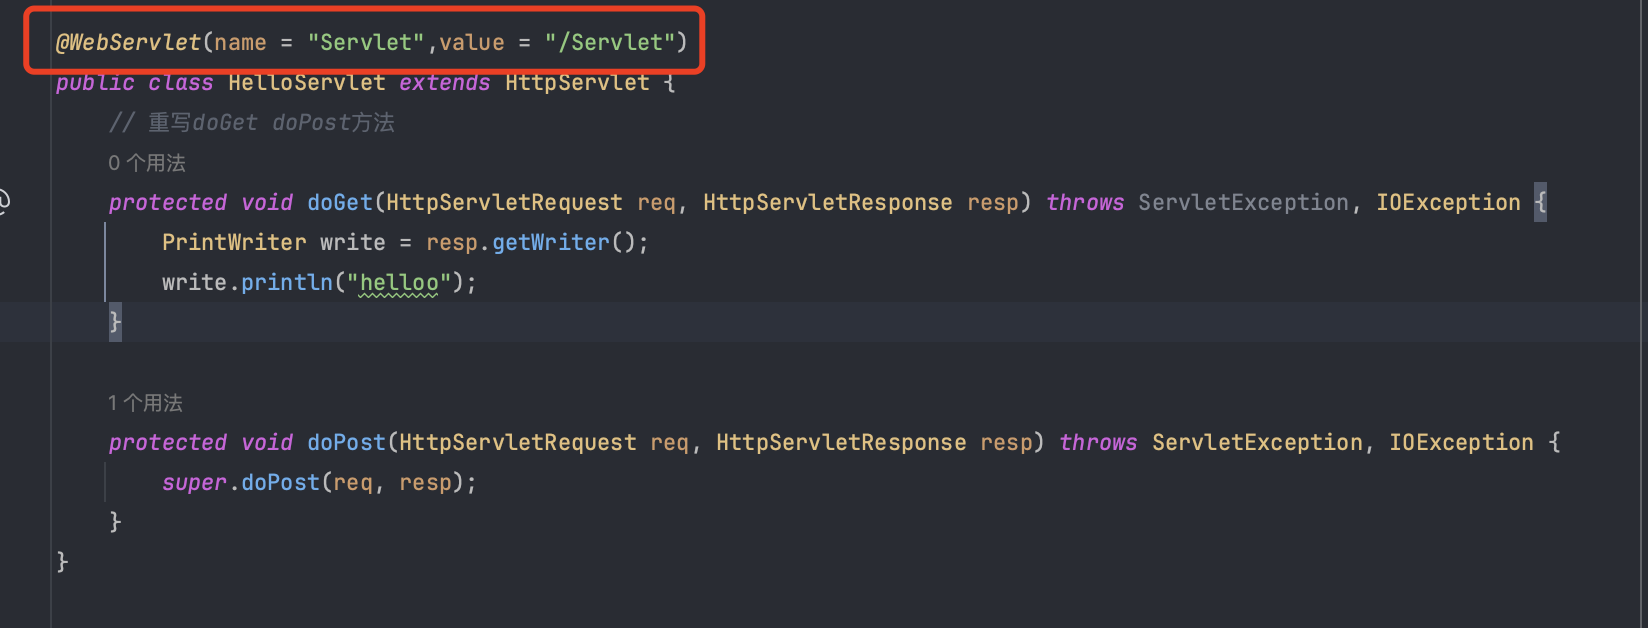 @WebServlet(name = "Servlet",value = "/Servlet")
public class HelloServlet extends HttpServlet {
// 重写doGet doPost方法
0 个用法
protected void doGet(HttpServletRequest req, HttpServletResponse resp) throws ServletException, IOException {
PrintWriter write = resp.getWriter();
write.println("helloo");
}
1 个用法
protected void doPost(HttpServletRequest req, HttpServletResponse resp) throws ServletException, IOException {
super.doPost(req, resp);
}
}